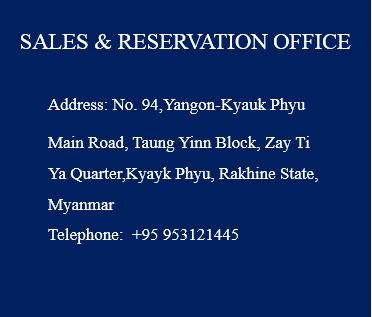 SALES & RESERVATION OFFICE
Address: No. 94,Yangon-Kyauk Phyu
Main Road, Taung Yinn Block, Zay Ti
Ya Quarter,Kyayk Phyu, Rakhine State,
Myanmar
Telephone:  +95 953121445